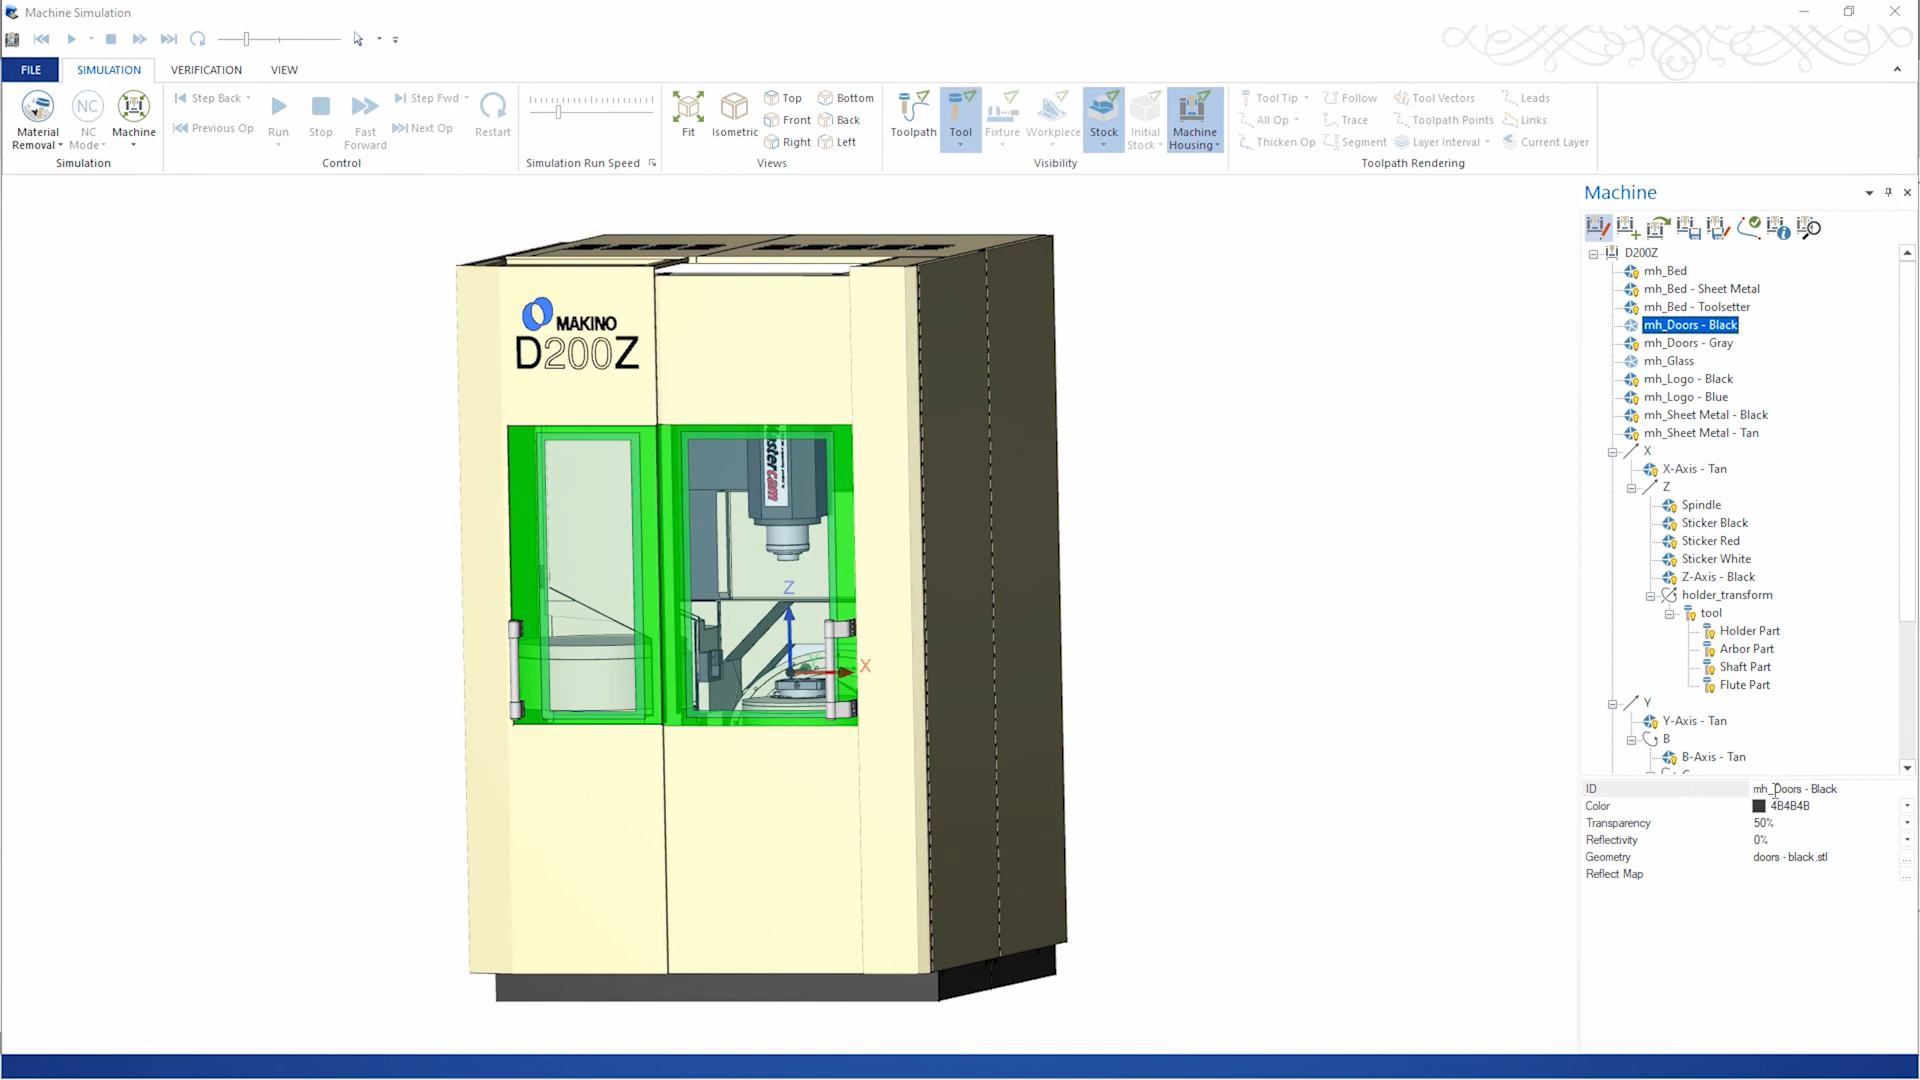 Machine Simulation
FILE SIMULATION VERIFICATION VIEW
Material Removal
NC Mode
Machine
Simulation
Step Back
Previous Op
Run
Stop
Fast Forward
Step Fwd
Next Op
Restart
Control
Simulation Run Speed
Fit
Isometric
Top
Front
Right
Bottom
Back
Left
Views
Toolpath
Tool
Fixture
Workpiece
Stock
Initial Stock
Machine Housing
Visibility
Tool Tip
All Op
Thicken Op
Follow
Trace
Segment
Tool Vectors
Toolpath Points
Layer Interval
Leads
Links
Current Layer
Toolpath Rendering
MAKINO
D200Z
Mastercam
Z
X
Y
Machine
D200Z
mh_Bed
mh_Bed - Sheet Metal
mh_Bed - Toolsetter
mh_Doors - Black
mh_Doors - Gray
mh_Glass
mh_Logo - Black
mh_Logo - Blue
mh_Sheet Metal - Black
mh_Sheet Metal - Tan
X
X-Axis - Tan
Z
Spindle
Sticker Black
Sticker Red
Sticker White
Z-Axis - Black
holder_transform
tool
Holder Part
Arbor Part
Shaft Part
Flute Part
Y
Y-Axis - Tan
B
B-Axis - Tan
ID mh_Doors - Black
Color 4B4B4B
Transparency 50%
Reflectivity 0%
Geometry doors - black.stl ...
Reflect Map ...